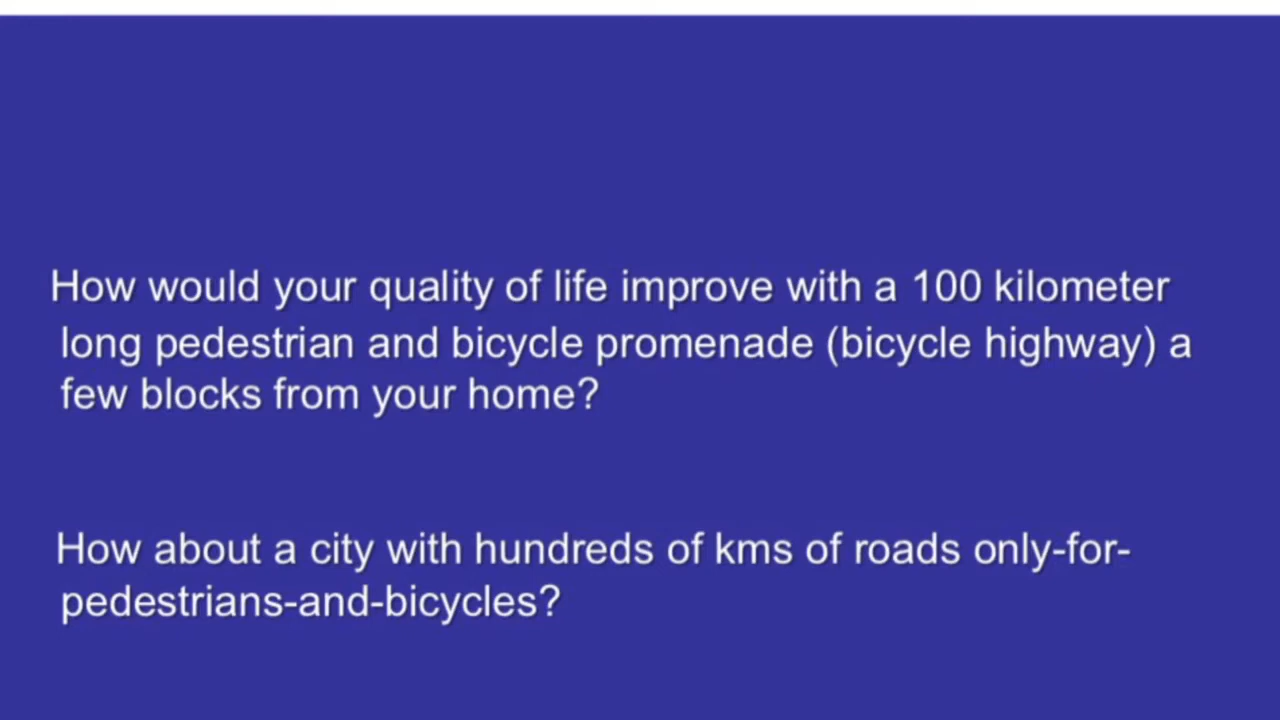 How would your quality of life improve with a 100 kilometer
long pedestrian and bicycle promenade (bicycle highway) a
few blocks from your home?
How about a city with hundreds of kms of roads only-for-
pedestrians-and-bicycles?